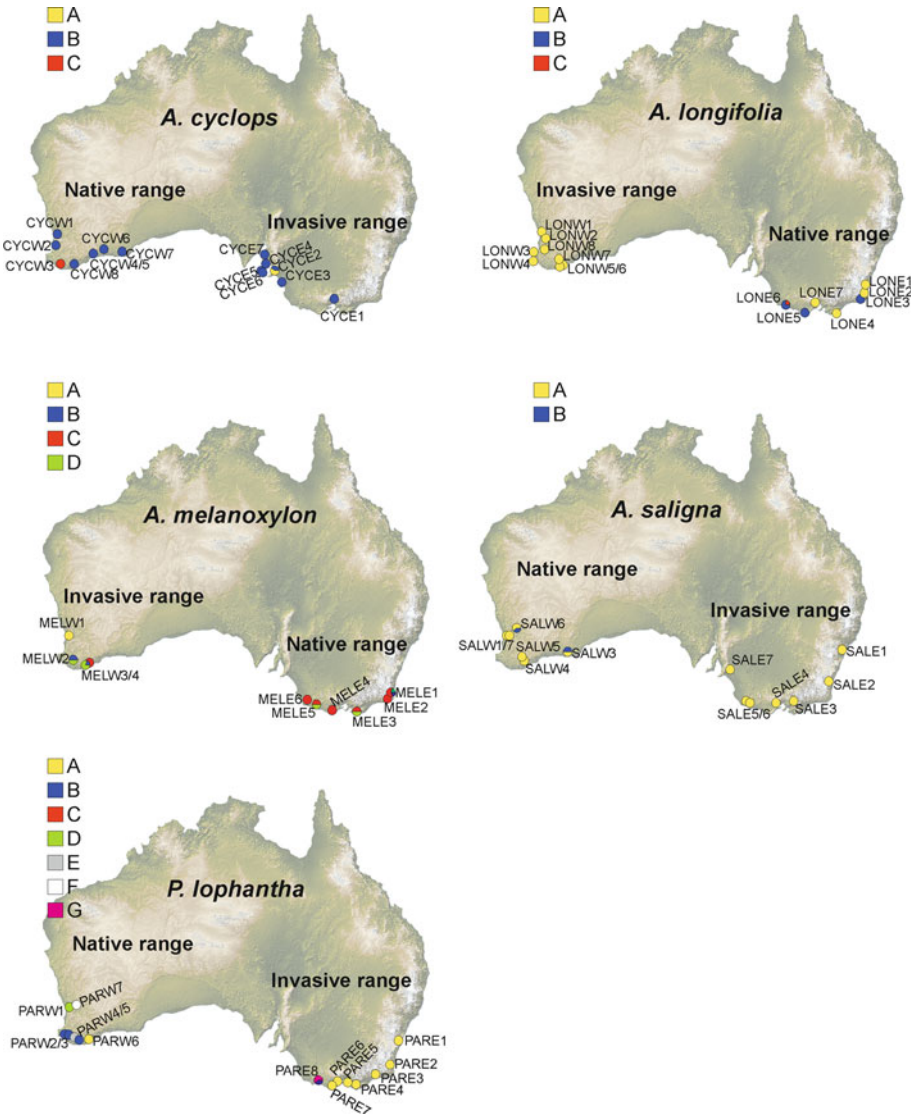 A
B
C
A. cyclops
Native range
Invasive range
CYCW1
CYCW2
CYCW3
CYCW6
CYCW7
CYCW4/5
CYCW8
CYCE7
CYCE4
CYCE2
CYCE5
CYCE6
CYCE3
CYCE1
A
B
C
A. longifolia
Native range
Invasive range
LONW1
LONW2
LONW3
LONW8
LONW4
LONW7
LONW5/6
LONE1
LONE2
LONE3
LONE6
LONE7
LONE5
LONE4
A
B
C
D
A. melanoxylon
Invasive range
Native range
MELW1
MELW2
MELW3/4
MELE6
MELE4
MELE1
MELE5
MELE2
MELE3
A
B
A. saligna
Native range
Invasive range
SALW6
SALW1/7
SALW5
SALW3
SALW4
SALE1
SALE7
SALE4
SALE2
SALE5/6
SALE3
A
B
C
D
E
F
G
P. lophantha
Native range
Invasive range
PARW1
PARW7
PARW4/5
PARW2/3
PARW6
PARE6
PARE5
PARE1
PARE8
PARE2
PARE3
PARE4
PARE7